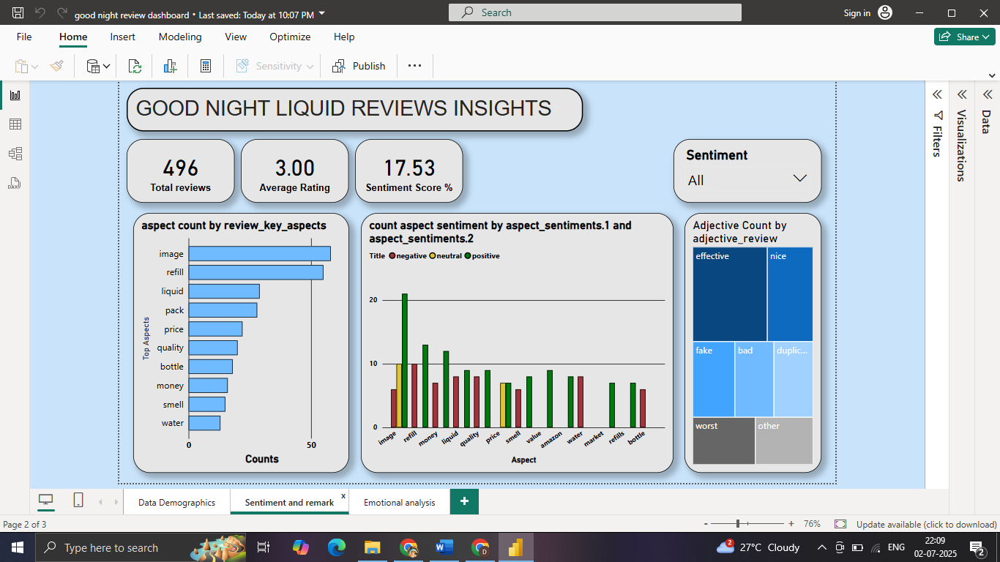 good night review dashboard • Last saved: Today at 10:07 PM
Search
Sign in
File
Home
Insert
Modeling
View
Optimize
Help
Share
Sensitivity
Publish
GOOD NIGHT LIQUID REVIEWS INSIGHTS
496
Total reviews
3.00
Average Rating
17.53
Sentiment Score %
Sentiment
All
aspect count by review_key_aspects
Top Aspects
image
refill
liquid
pack
price
quality
bottle
money
smell
water
0
50
Counts
count aspect sentiment by aspect_sentiments.1 and
aspect_sentiments.2
Title negative neutral positive
20
10
0
image
refill
money
liquid
quality
price
smell
value
amazon
water
market
refills
bottle
Aspect
Adjective Count by
adjective_review
effective
nice
fake
bad
duplic...
worst
other
Filters
Visualizations
Data
DAX
Data Demographics
Sentiment and remark
x
Emotional analysis
+
Page 2 of 3
- + 76%
Update available (click to download)
Type here to search
2
27°C Cloudy
ENG
22:09
02-07-2025
2